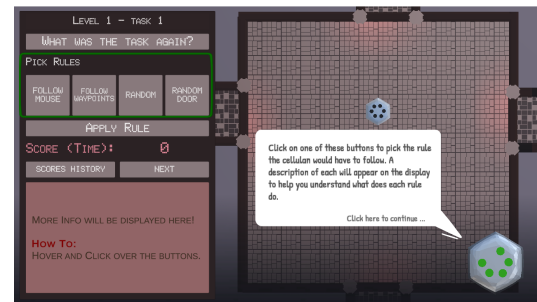 Level 1 – task 1
What was the task again?
Pick Rules
Follow Mouse
Follow Waypoints
Random
Random Door
Apply Rule
Score (Time): 0
Scores History
Next
More Info will be displayed here!
How To:
Hover and Click over the buttons.
Click on one of these buttons to pick the rule
the cellulan would have to follow. A
description of each will appear on the display
to help you understand what does each rule
do.
Click here to continue ...